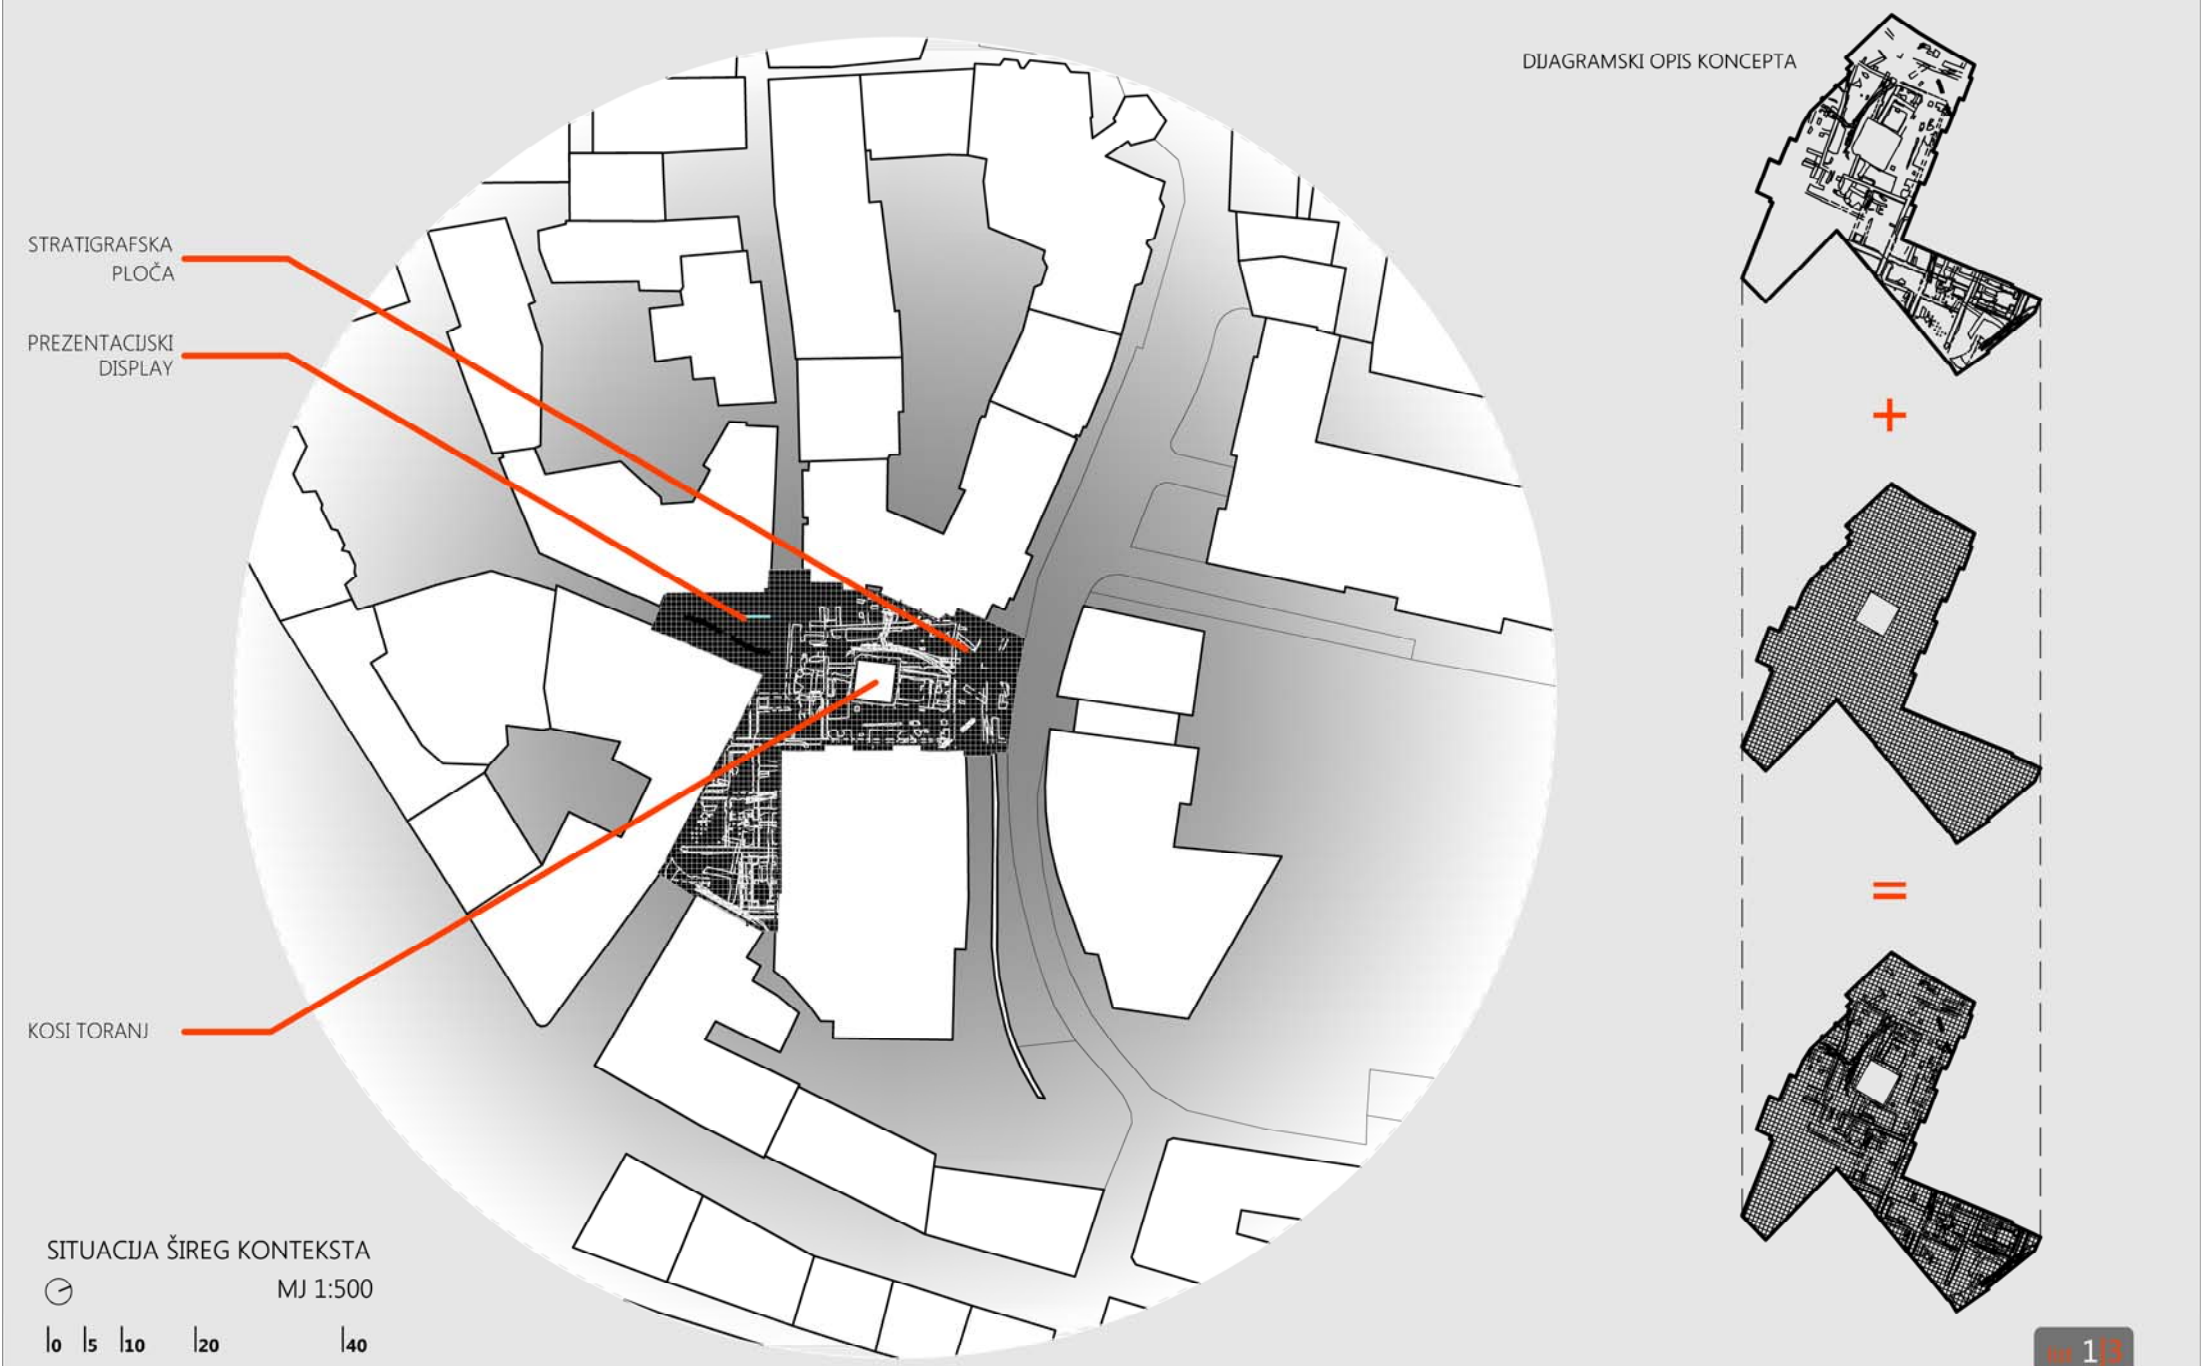 DIJAGRAMSKI OPIS KONCEPTA
STRATIGRAFSKA
PLOČA
PREZENTACIJSKI
DISPLAY
+
=
KOSI TORANJ
SITUACIJA ŠIREG KONTEKSTA
MJ 1:500
0 5 10 20 40
1|3